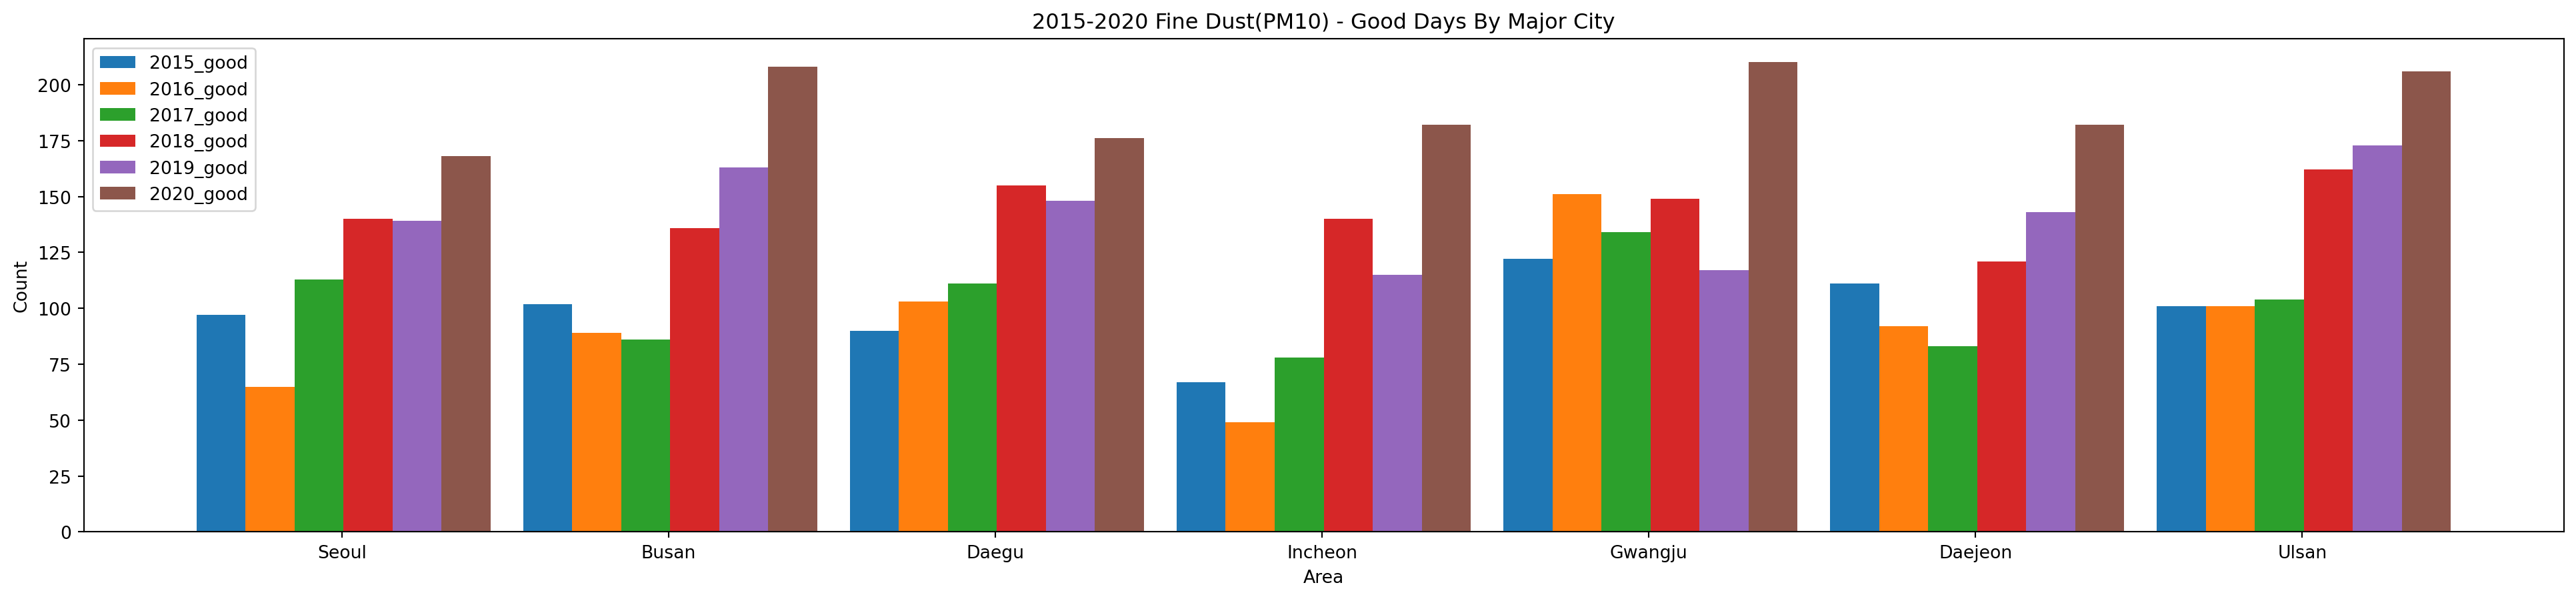 2015-2020 Fine Dust(PM10) - Good Days By Major City
2015_good
2016_good
2017_good
2018_good
2019_good
2020_good
Count
200
175
150
125
100
75
50
25
0
Seoul Busan Daegu Incheon Gwangju Daejeon Ulsan
Area